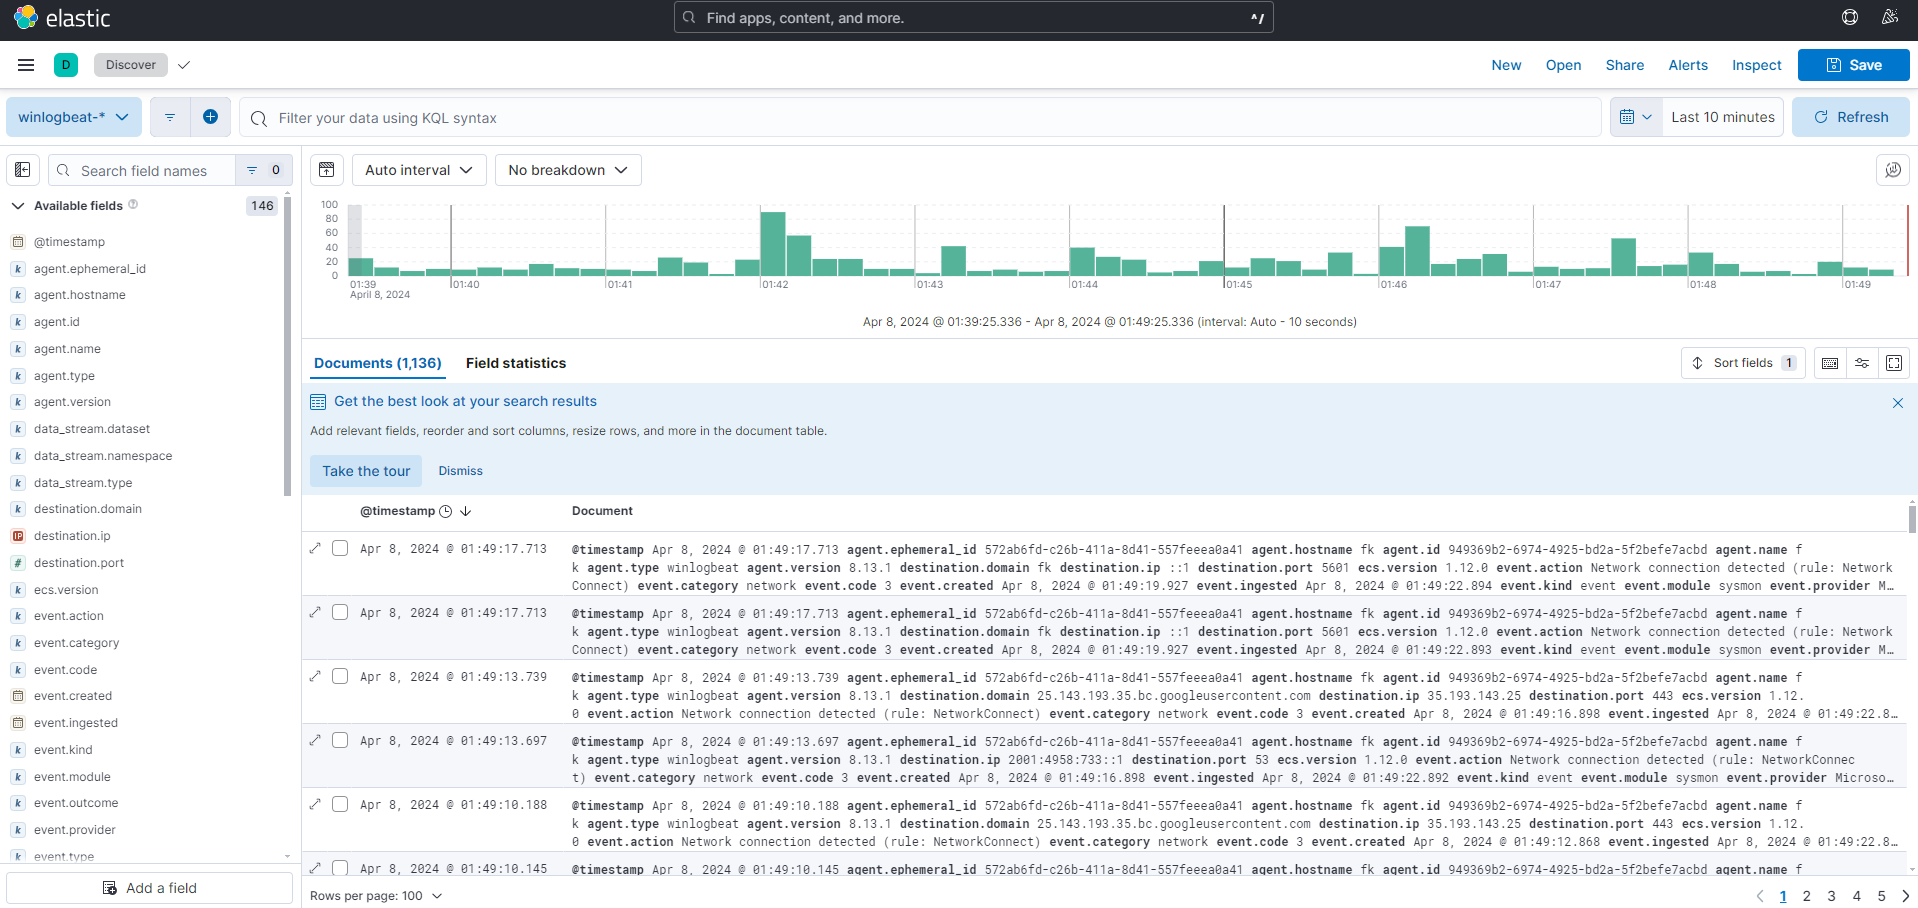 elastic
Find apps, content, and more.
^/
D
Discover
New
Open
Share
Alerts
Inspect
Save
winlogbeat-*
Filter your data using KQL syntax
Last 10 minutes
Refresh
Search field names
0
Available fields
146
@timestamp
agent.ephemeral_id
agent.hostname
agent.id
agent.name
agent.type
agent.version
data_stream.dataset
data_stream.namespace
data_stream.type
destination.domain
destination.ip
destination.port
ecs.version
event.action
event.category
event.code
event.created
event.ingested
event.kind
event.module
event.outcome
event.provider
event.type
Add a field
Auto interval
No breakdown
100
80
60
40
20
0
01:39 01:40 01:41 01:42 01:43 01:44 01:45 01:46 01:47 01:48 01:49
April 8, 2024
Apr 8, 2024 @ 01:39:25.336 - Apr 8, 2024 @ 01:49:25.336 (interval: Auto - 10 seconds)
Documents (1,136)
Field statistics
Sort fields 1
Get the best look at your search results
Add relevant fields, reorder and sort columns, resize rows, and more in the document table.
Take the tour
Dismiss
@timestamp
Document
Apr 8, 2024 @ 01:49:17.713
@timestamp Apr 8, 2024 @ 01:49:17.713 agent.ephemeral_id 572ab6fd-c26b-411a-8d41-557feeea0a41 agent.hostname fk agent.id 949369b2-6974-4925-bd2a-5f2befe7acbd agent.name f
k agent.type winlogbeat agent.version 8.13.1 destination.domain fk destination.ip ::1 destination.port 5601 ecs.version 1.12.0 event.action Network connection detected (rule: Network
Connect) event.category network event.code 3 event.created Apr 8, 2024 @ 01:49:19.927 event.ingested Apr 8, 2024 @ 01:49:22.894 event.kind event event.module sysmon event.provider M…
Apr 8, 2024 @ 01:49:17.713
@timestamp Apr 8, 2024 @ 01:49:17.713 agent.ephemeral_id 572ab6fd-c26b-411a-8d41-557feeea0a41 agent.hostname fk agent.id 949369b2-6974-4925-bd2a-5f2befe7acbd agent.name f
k agent.type winlogbeat agent.version 8.13.1 destination.domain fk destination.ip ::1 destination.port 5601 ecs.version 1.12.0 event.action Network connection detected (rule: Network
Connect) event.category network event.code 3 event.created Apr 8, 2024 @ 01:49:19.927 event.ingested Apr 8, 2024 @ 01:49:22.893 event.kind event event.module sysmon event.provider M…
Apr 8, 2024 @ 01:49:13.739
@timestamp Apr 8, 2024 @ 01:49:13.739 agent.ephemeral_id 572ab6fd-c26b-411a-8d41-557feeea0a41 agent.hostname fk agent.id 949369b2-6974-4925-bd2a-5f2befe7acbd agent.name f
k agent.type winlogbeat agent.version 8.13.1 destination.domain 25.143.193.35.bc.googleusercontent.com destination.ip 35.193.143.25 destination.port 443 ecs.version 1.12.
0 event.action Network connection detected (rule: NetworkConnect) event.category network event.code 3 event.created Apr 8, 2024 @ 01:49:16.898 event.ingested Apr 8, 2024 @ 01:49:22.8…
Apr 8, 2024 @ 01:49:13.697
@timestamp Apr 8, 2024 @ 01:49:13.697 agent.ephemeral_id 572ab6fd-c26b-411a-8d41-557feeea0a41 agent.hostname fk agent.id 949369b2-6974-4925-bd2a-5f2befe7acbd agent.name f
k agent.type winlogbeat agent.version 8.13.1 destination.ip 2001:4958:733::1 destination.port 53 ecs.version 1.12.0 event.action Network connection detected (rule: NetworkConnec
t) event.category network event.code 3 event.created Apr 8, 2024 @ 01:49:16.898 event.ingested Apr 8, 2024 @ 01:49:22.892 event.kind event event.module sysmon event.provider Microso…
Apr 8, 2024 @ 01:49:10.188
@timestamp Apr 8, 2024 @ 01:49:10.188 agent.ephemeral_id 572ab6fd-c26b-411a-8d41-557feeea0a41 agent.hostname fk agent.id 949369b2-6974-4925-bd2a-5f2befe7acbd agent.name f
k agent.type winlogbeat agent.version 8.13.1 destination.domain 25.143.193.35.bc.googleusercontent.com destination.ip 35.193.143.25 destination.port 443 ecs.version 1.12.
0 event.action Network connection detected (rule: NetworkConnect) event.category network event.code 3 event.created Apr 8, 2024 @ 01:49:12.868 event.ingested Apr 8, 2024 @ 01:49:22.8…
Apr 8, 2024 @ 01:49:10.145
@timestamp Apr 8, 2024 @ 01:49:10.145 agent.ephemeral_id 572ab6fd-c26b-411a-8d41-557feeea0a41 agent.hostname fk agent.id 949369b2-6974-4925-bd2a-5f2befe7acbd agent.name f
Rows per page: 100
1 2 3 4 5